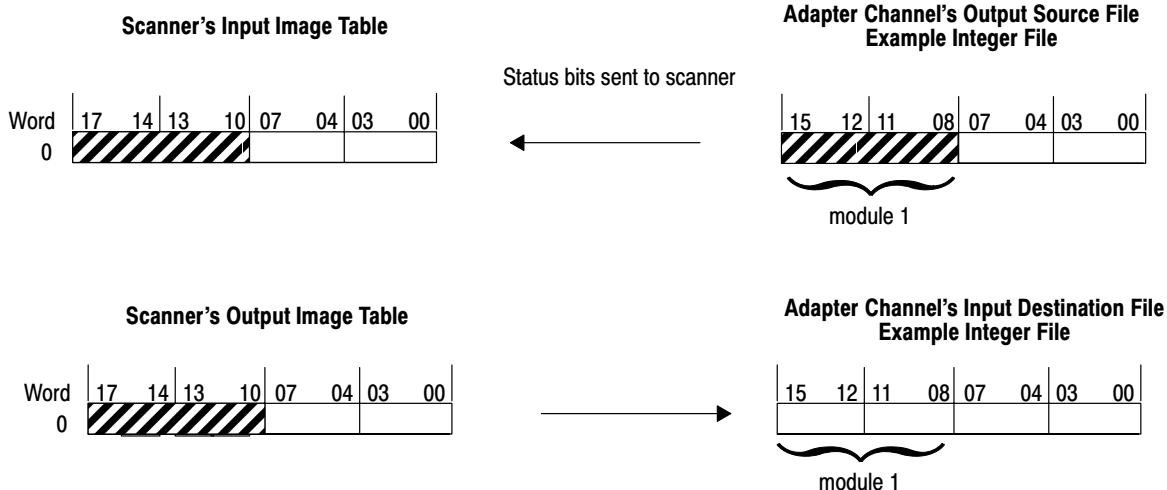 Scanner's Input Image Table
Adapter Channel's Output Source File
Example Integer File
Status bits sent to scanner
Word 17 14 13 10 07 04 03 00
0
15 12 11 08 07 04 03 00
module 1
Scanner's Output Image Table
Adapter Channel's Input Destination File
Example Integer File
Word 17 14 13 10 07 04 03 00
0
15 12 11 08 07 04 03 00
module 1